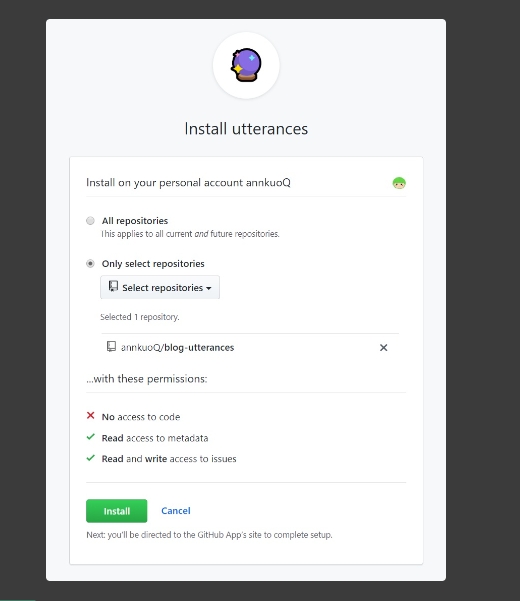 Install utterances
Install on your personal account annkuoQ
All repositories
This applies to all current and future repositories.
Only select repositories
Select repositories
Selected 1 repository.
annkuoQ/blog-utterances
...with these permissions:
No access to code
Read access to metadata
Read and write access to issues
Install Cancel
Next: you'll be directed to the GitHub App's site to complete setup.